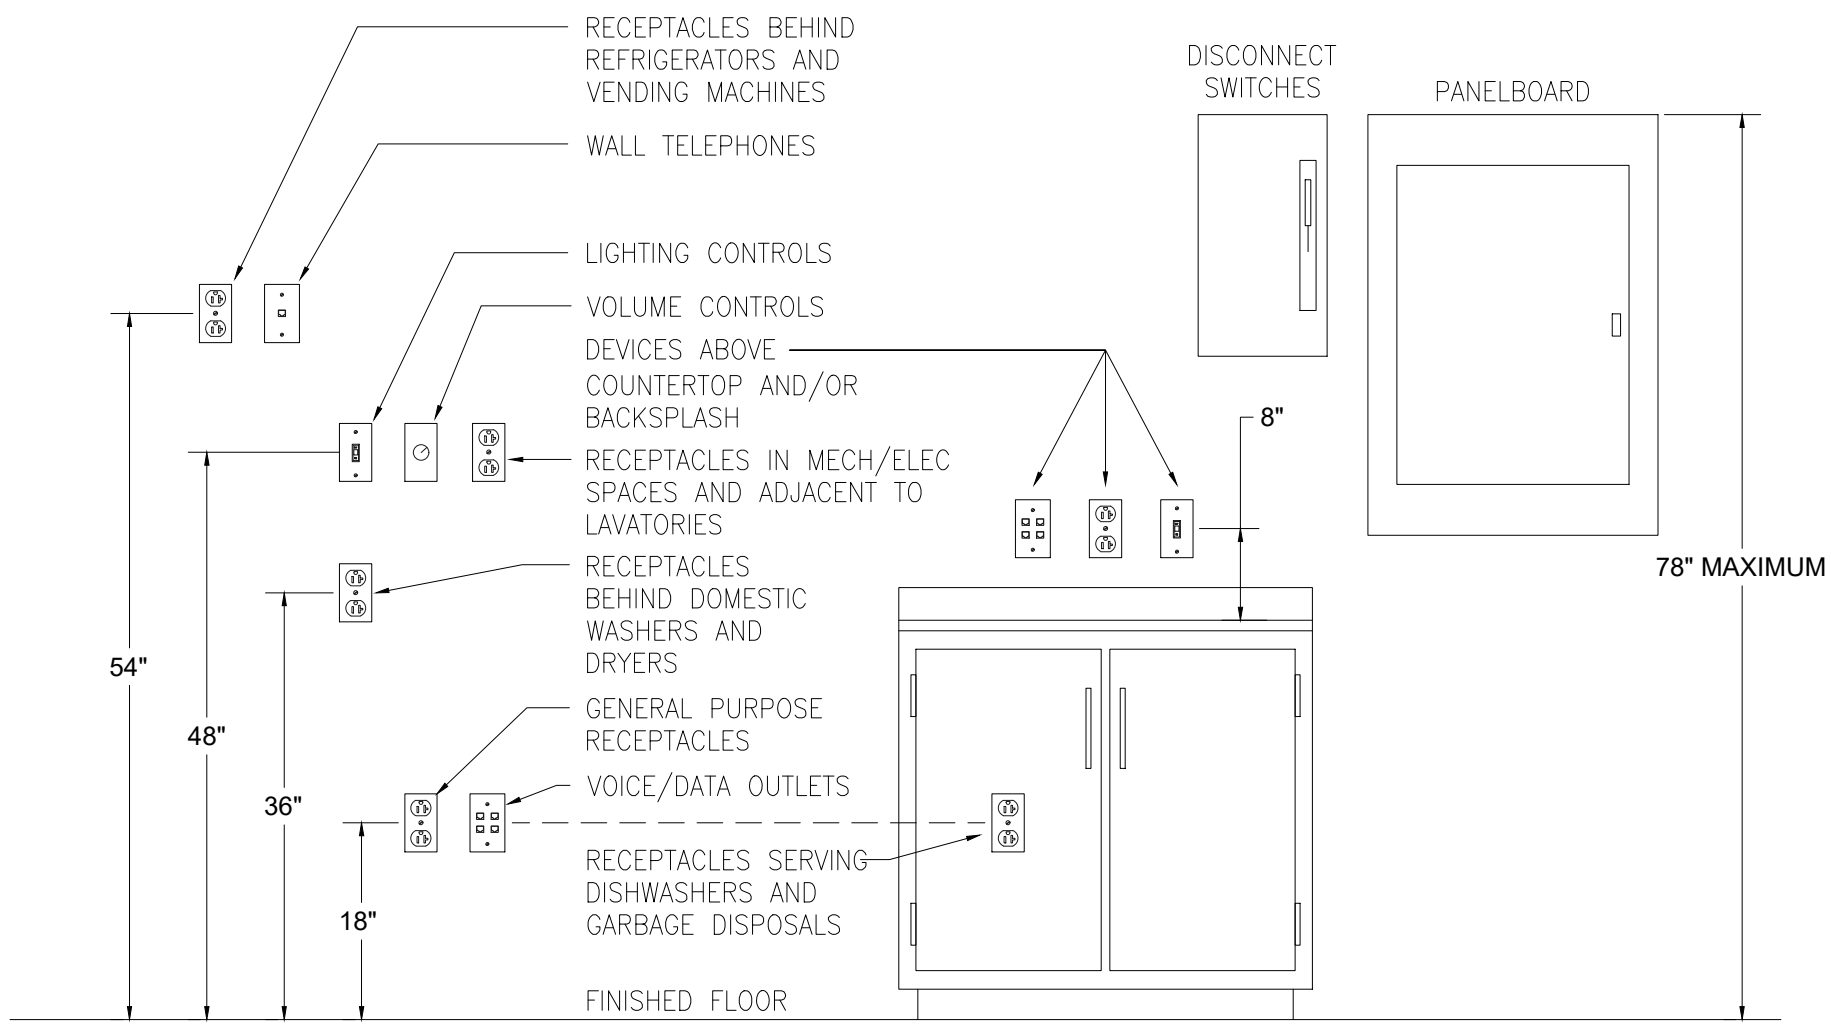 RECEPTACLES BEHIND
REFRIGERATORS AND
VENDING MACHINES
DISCONNECT
SWITCHES
PANELBOARD
WALL TELEPHONES
LIGHTING CONTROLS
VOLUME CONTROLS
DEVICES ABOVE
COUNTERTOP AND/OR
BACKSPLASH
8"
RECEPTACLES IN MECH/ELEC
SPACES AND ADJACENT TO
LAVATORIES
RECEPTACLES
BEHIND DOMESTIC
WASHERS AND
DRYERS
78" MAXIMUM
54"
48"
36"
18"
GENERAL PURPOSE
RECEPTACLES
VOICE/DATA OUTLETS
RECEPTACLES SERVING
DISHWASHERS AND
GARBAGE DISPOSALS
FINISHED FLOOR